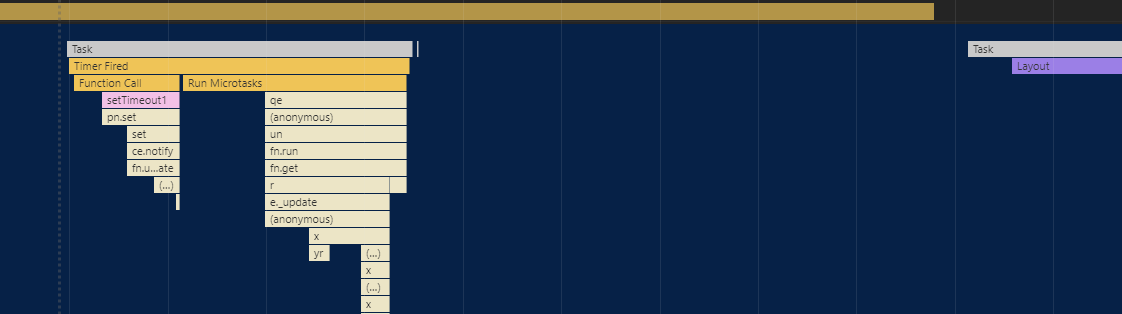 Task Task
Timer Fired Layout
Function Call Run Microtasks
setTimeout1 qe
pn.set (anonymous)
set un
ce.notify fn.run
fn.u...ate fn.get
(...) r
e._update
(anonymous)
x
yr (...)
x
(...)
x